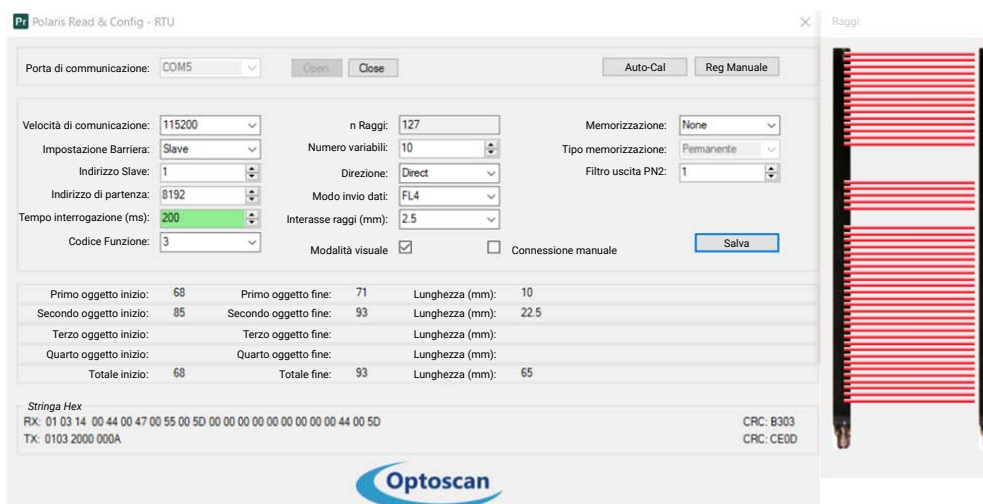 Pr Polaris Read & Config - RTU
Raggi:
Porta di communicazione: COM5 Open Close Auto-Cal Reg Manuale
Velocità di comunicazione: 115200 n Raggi: 127 Memorizzazione: None
Impostazione Barriera: Slave Numero variabili: 10 Tipo memorizzazione: Permanente
Indirizzo Slave: 1 Direzione: Direct Filtro uscita PN2: 1
Indirizzo di partenza: 8192 Modo invio dati: FL4
Tempo interrogazione (ms): 200 Interasse raggi (mm): 2.5
Codice Funzione: 3 Modalità visuale Connessione manuale Salva
Primo oggetto inizio: 68 Primo oggetto fine: 71 Lunghezza (mm): 10
Secondo oggetto inizio: 85 Secondo oggetto fine: 93 Lunghezza (mm): 22.5
Terzo oggetto inizio: Terzo oggetto fine: Lunghezza (mm):
Quarto oggetto inizio: Quarto oggetto fine: Lunghezza (mm):
Totale inizio: 68 Totale fine: 93 Lunghezza (mm): 65
Stringa Hex
RX: 01 03 14 00 44 00 47 00 55 00 5D 00 00 00 00 00 00 00 00 00 44 00 5D CRC: B303
TX: 0103 2000 000A CRC: CE0D
Optoscan